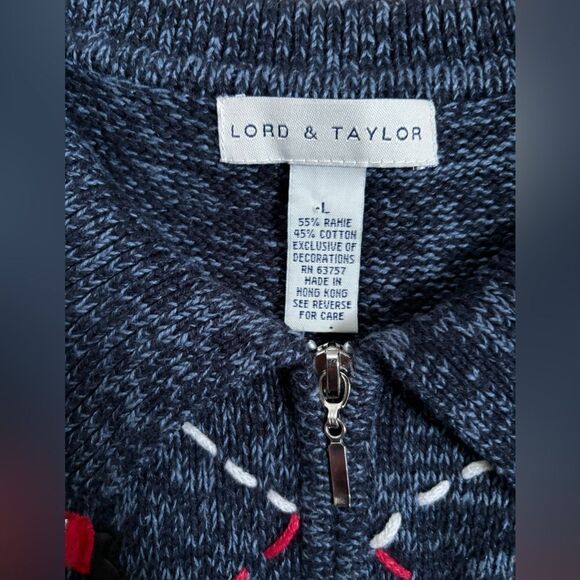 LORD & TAYLOR
L
55% RAMIE
45% COTTON
EXCLUSIVE OF
DECORATIONS
RN 63757
MADE IN
HONG KONG
SEE REVERSE
FOR CARE